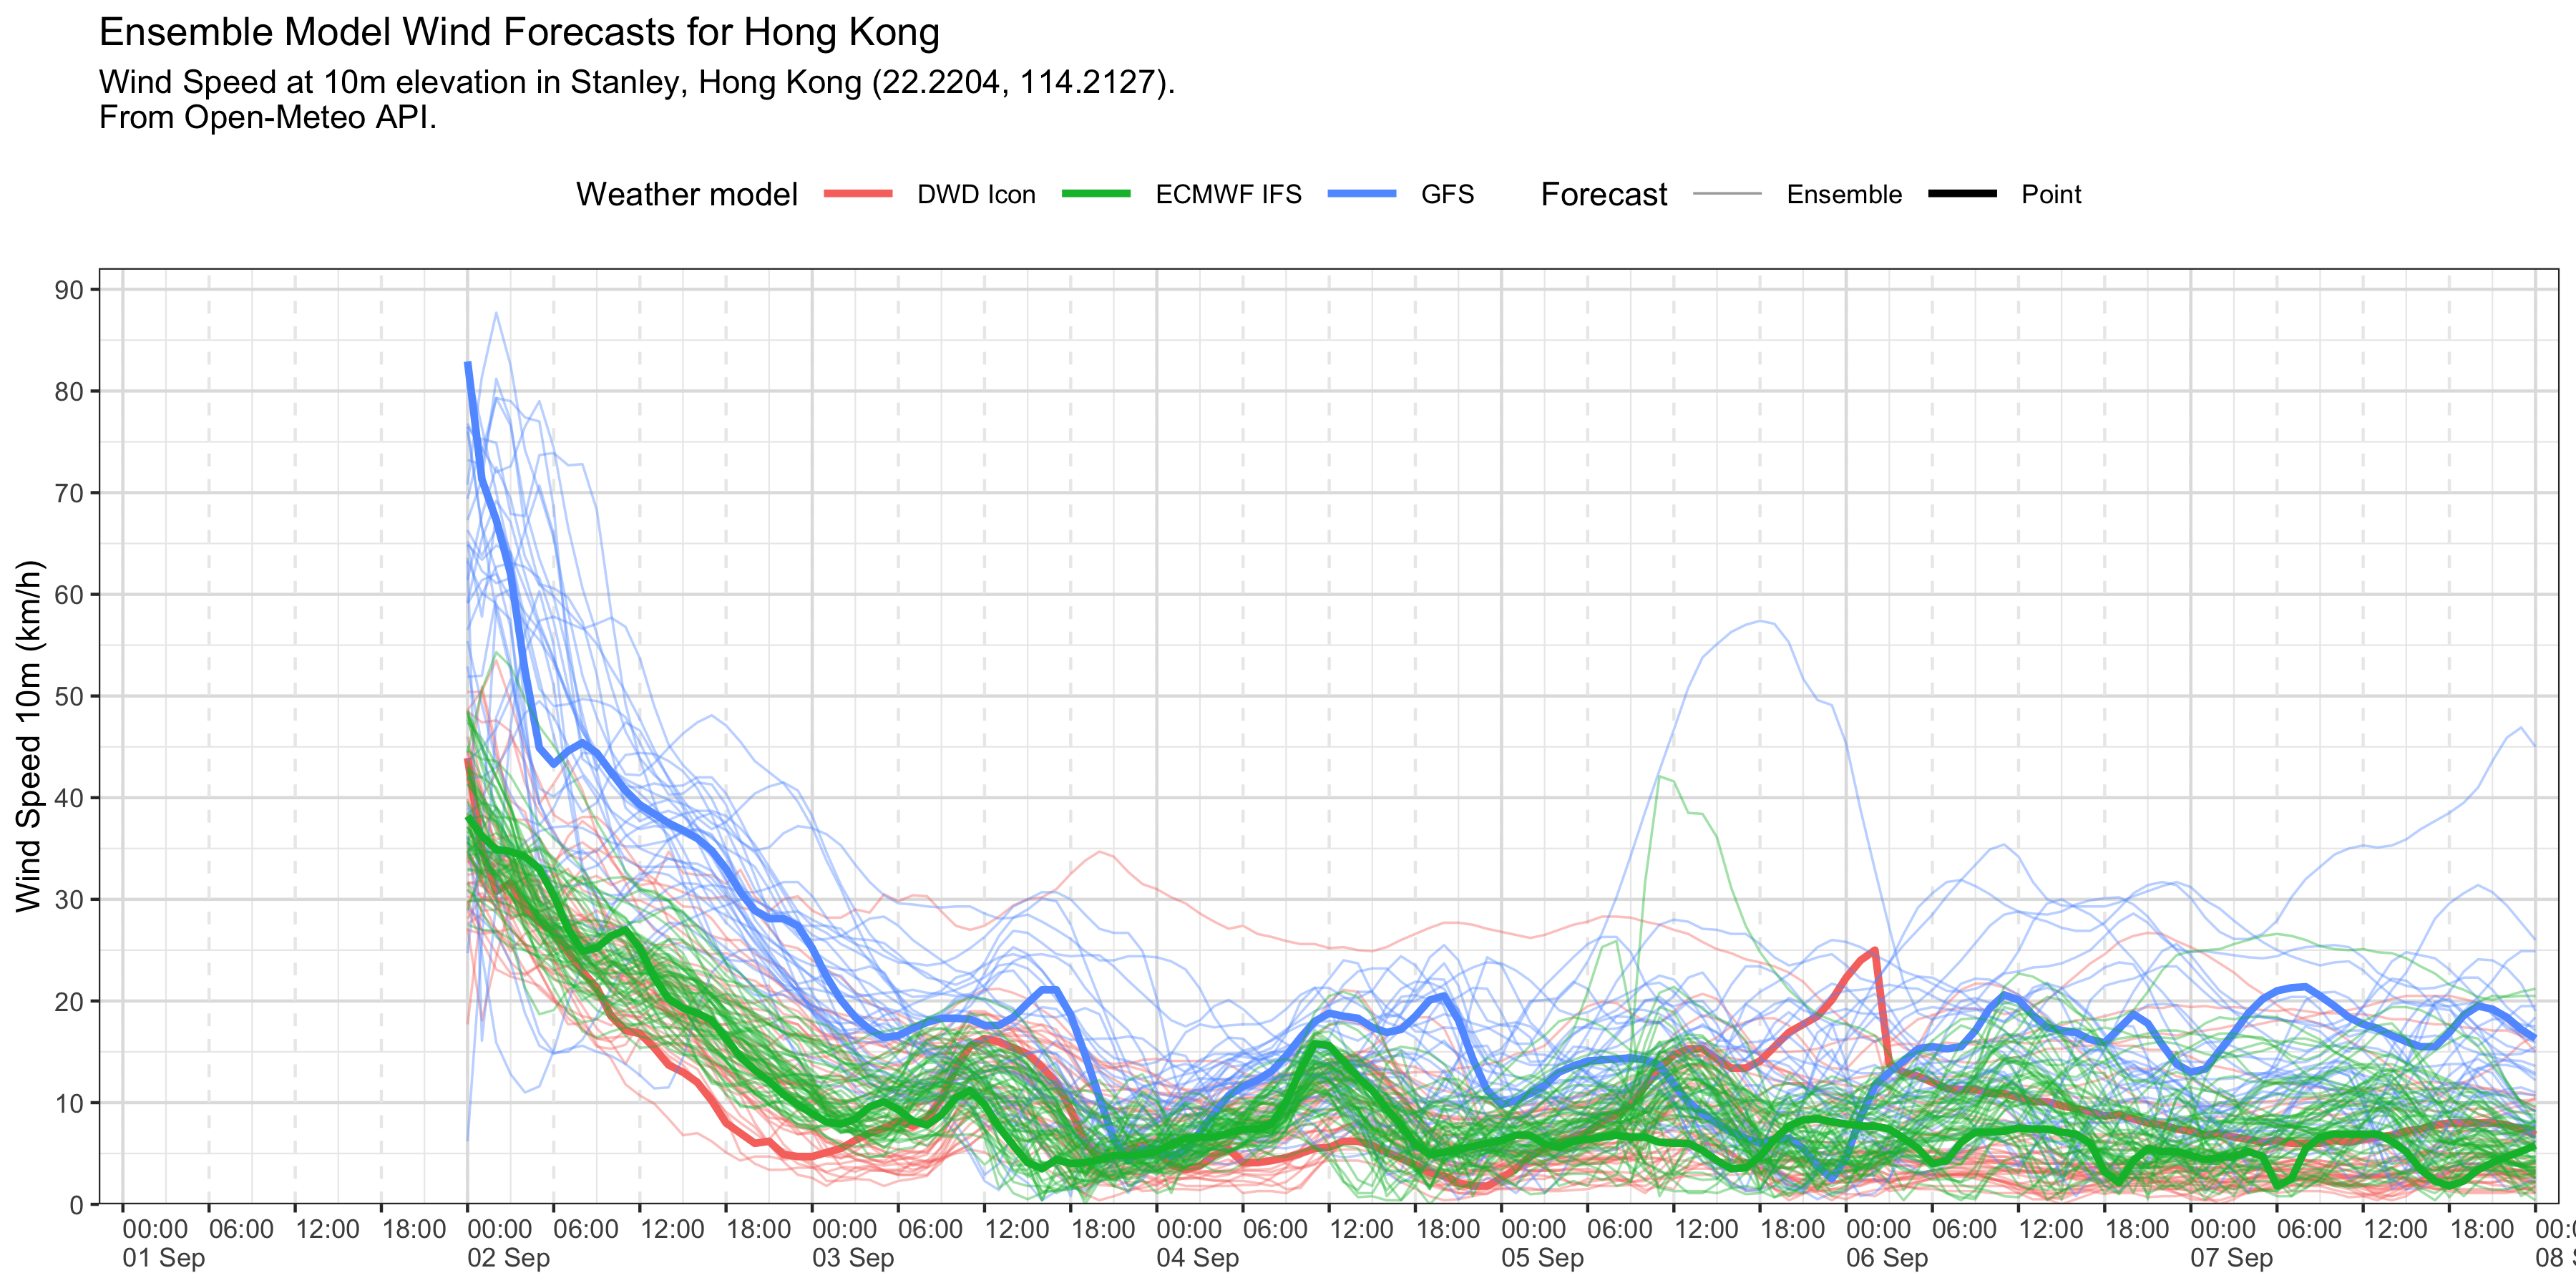 Ensemble Model Wind Forecasts for Hong Kong
Wind Speed at 10m elevation in Stanley, Hong Kong (22.2204, 114.2127).
From Open-Meteo API.
Weather model DWD Icon ECMWF IFS GFS Forecast Ensemble Point
Wind Speed 10m (km/h)
90
80
70
60
50
40
30
20
10
0
00:00 06:00 12:00 18:00 00:00 06:00 12:00 18:00 00:00 06:00 12:00 18:00 00:00 06:00 12:00 18:00 00:00 06:00 12:00 18:00 00:00 06:00 12:00 18:00 00:00 06:00 12:00 18:00 00:0
01 Sep 02 Sep 03 Sep 04 Sep 05 Sep 06 Sep 07 Sep 08 S